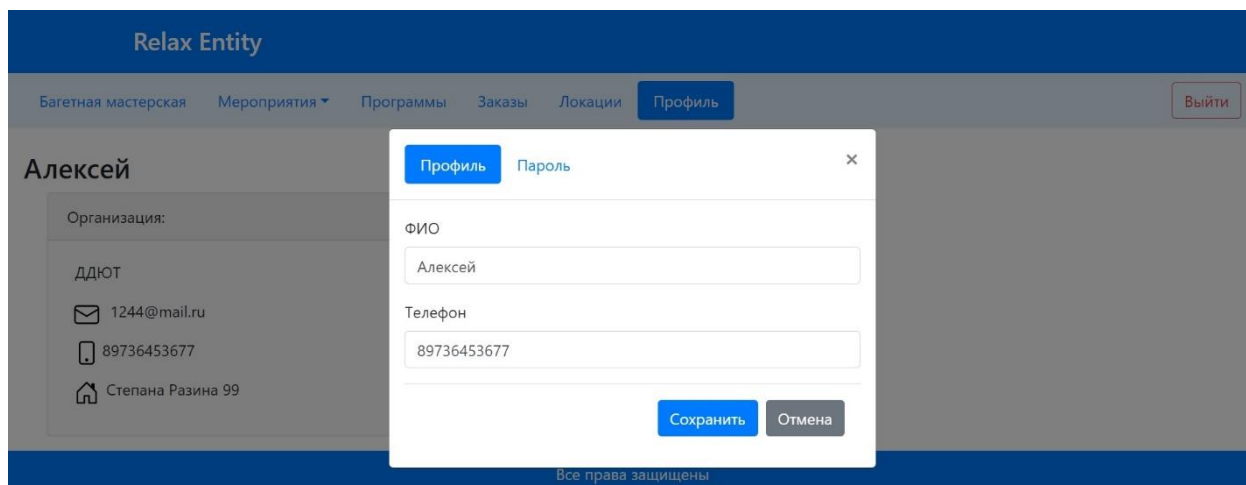 Relax Entity
Багетная мастерская Мероприятия Программы Заказы Локации Профиль Выйти
Алексей
Организация:
ДДЮТ
1244@mail.ru
89736453677
Степана Разина 99
Профиль Пароль ×
ФИО
Алексей
Телефон
89736453677
Сохранить Отмена
Все права защищены